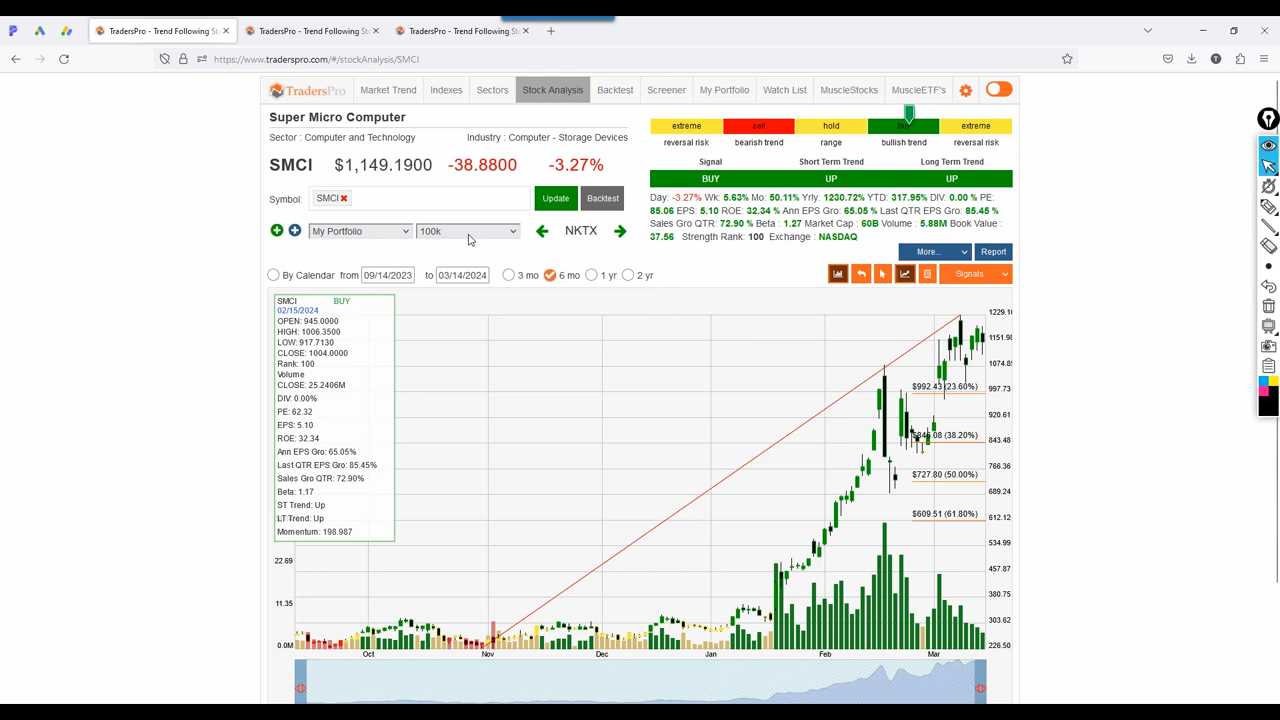 TradersPro - Trend Following St
TradersPro - Trend Following St
TradersPro - Trend Following St
https://www.traderspro.com/#/stockAnalysis/SMCI
TradersPro
Market Trend
Indexes
Sectors
Stock Analysis
Backtest
Screener
My Portfolio
Watch List
MuscleStocks
MuscleETF's
Super Micro Computer
Sector : Computer and Technology
Industry : Computer - Storage Devices
SMCI $1,149.1900 -38.8800 -3.27%
extreme sell hold buy extreme
reversal risk bearish trend range bullish trend reversal risk
Signal Short Term Trend Long Term Trend
BUY UP UP
Symbol: SMCI
Update
Backtest
Day: -3.27% Wk: 5.63% Mo: 50.11% Yrly: 1230.72% YTD: 317.95% DIV: 0.00 % PE:
85.06 EPS: 5.10 ROE: 32.34 % Ann EPS Gro: 65.05 % Last QTR EPS Gro: 85.45 %
Sales Gro QTR: 72.90 % Beta : 1.27 Market Cap : 60B Volume : 5.88M Book Value :
37.56 Strength Rank: 100 Exchange : NASDAQ
My Portfolio
100k
NKTX
More...
Report
By Calendar from 09/14/2023 to 03/14/2024 3 mo 6 mo 1 yr 2 yr
Signals
SMCI BUY
02/15/2024
OPEN: 945.0000
HIGH: 1006.3500
LOW: 917.7130
CLOSE: 1004.0000
Rank: 100
Volume
CLOSE: 25.2406M
DIV: 0.00%
PE: 62.32
EPS: 5.10
ROE: 32.34
Ann EPS Gro: 65.05%
Last QTR EPS Gro: 85.45%
Sales Gro QTR: 72.90%
Beta: 1.17
ST Trend: Up
LT Trend: Up
Momentum: 198.987
22.69
11.35
0.0M
$992.43 (23.60%)
$846.08 (38.20%)
$727.80 (50.00%)
$609.51 (61.80%)
1229.10
1151.98
1074.85
997.73
920.61
843.48
766.36
689.24
612.12
534.99
457.87
380.75
303.62
226.50
Oct Nov Dec Jan Feb Mar